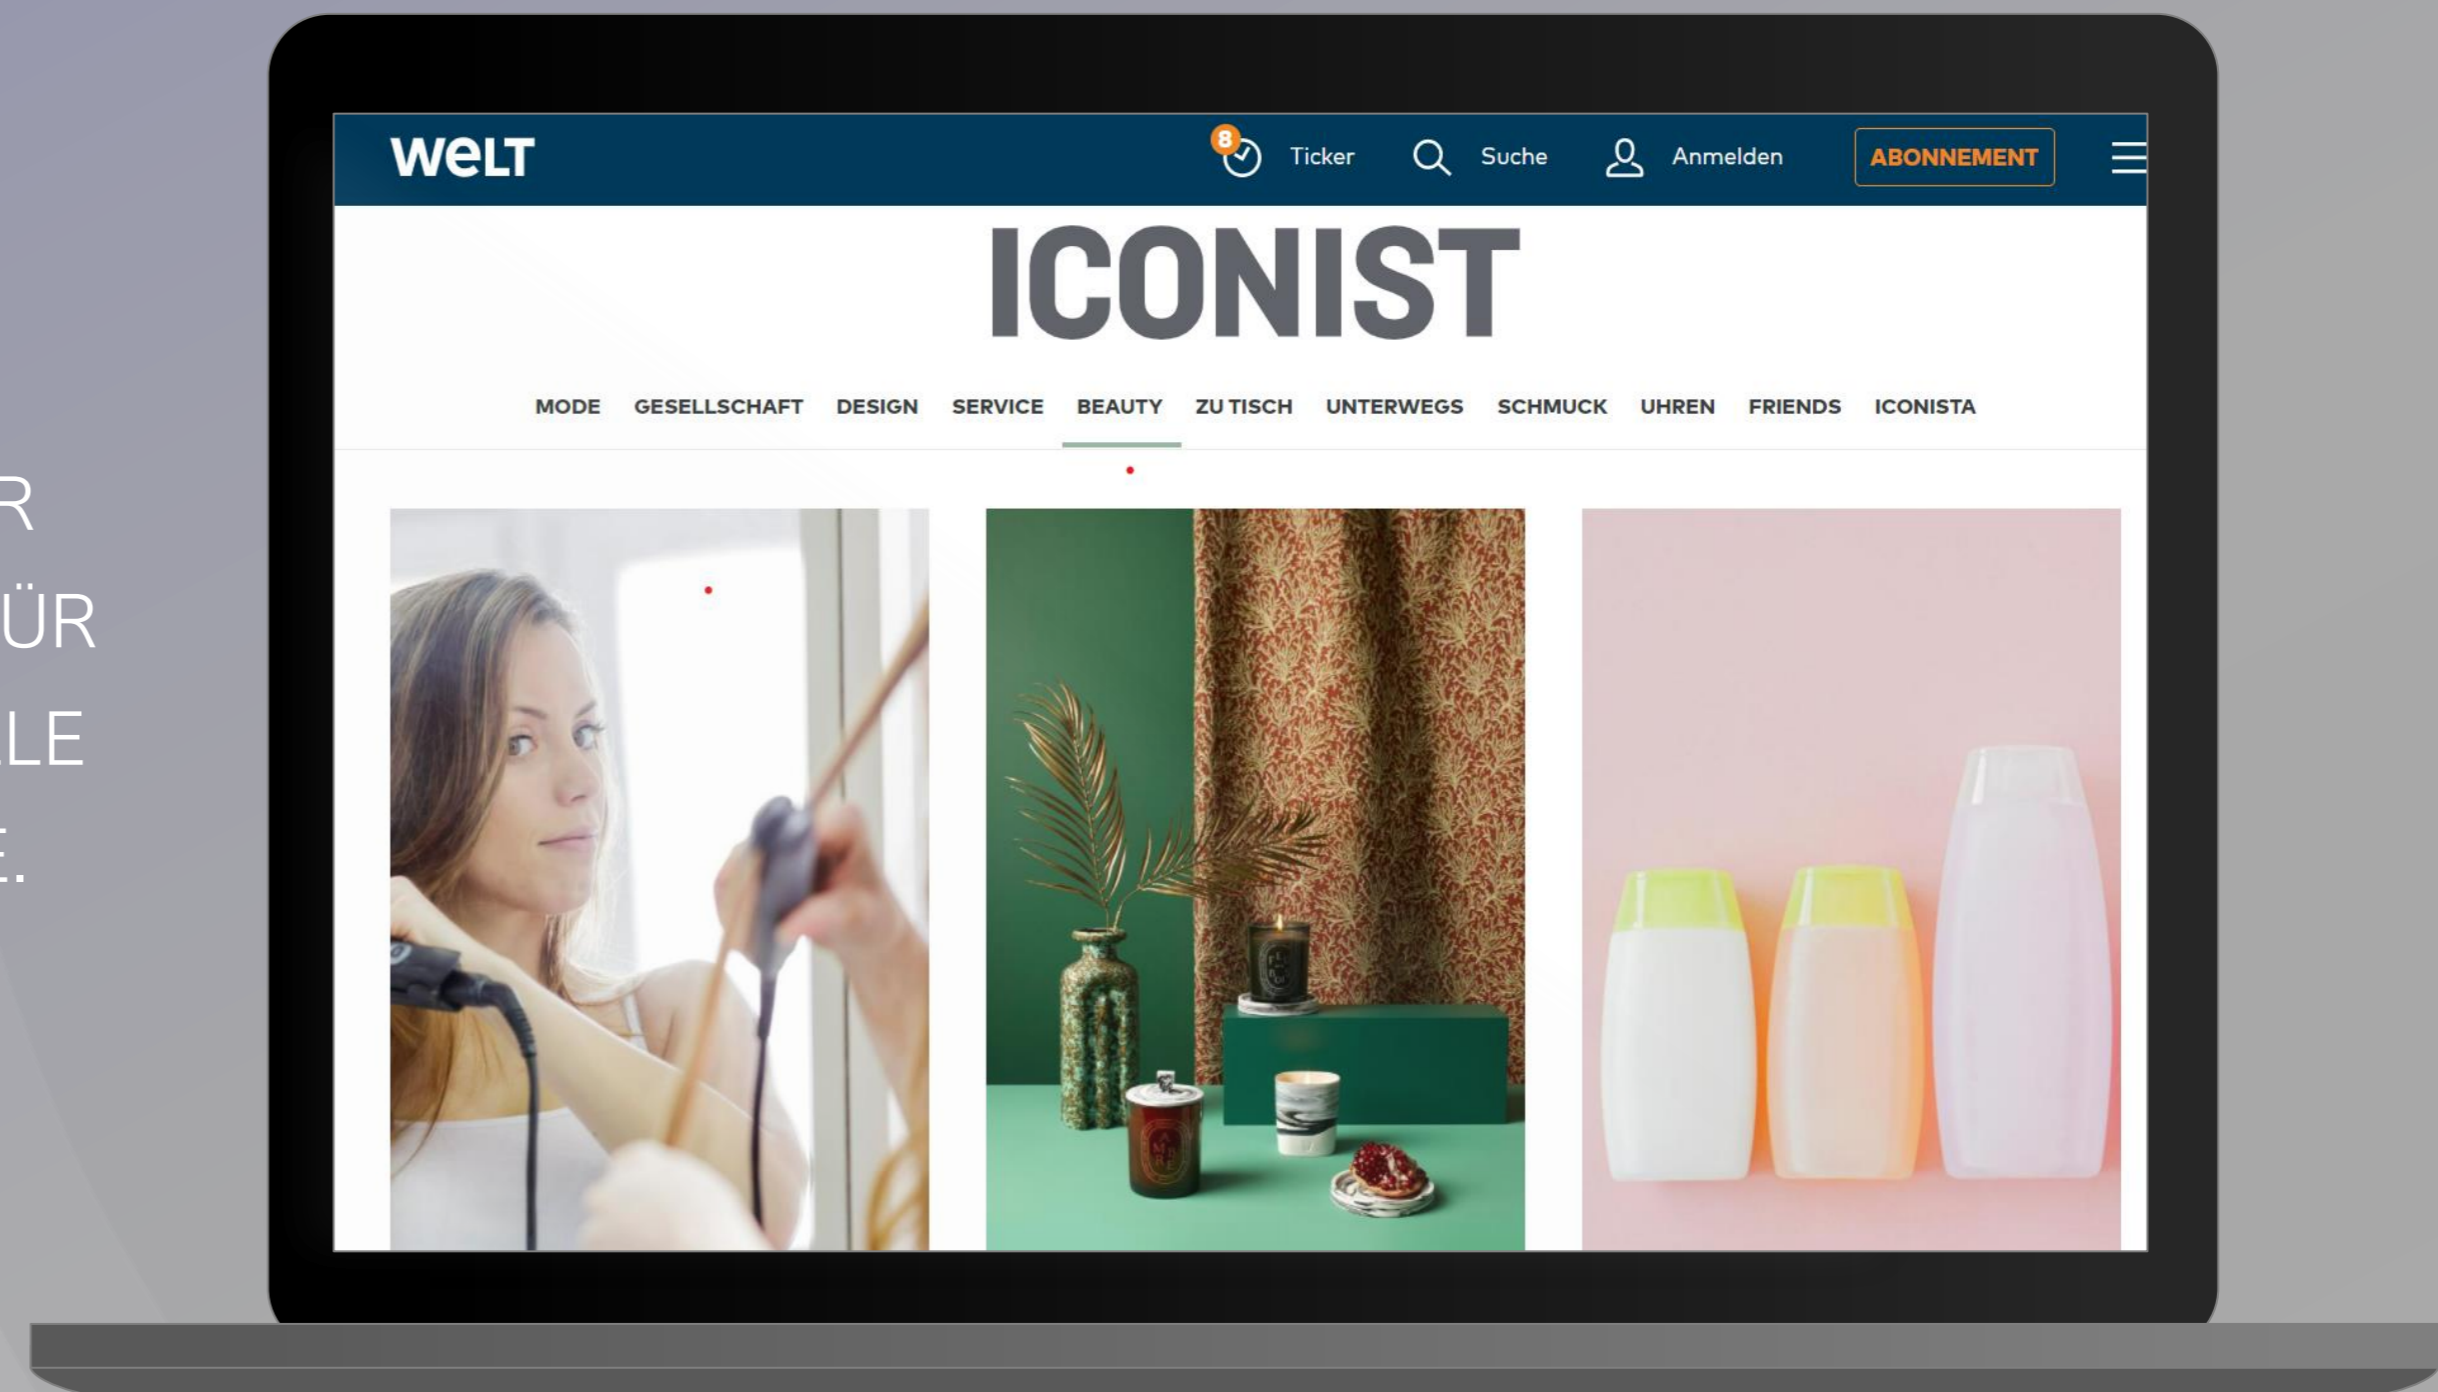 WELT
8
Ticker
Suche
Anmelden
ABONNEMENT
ICONIST
MODE GESELLSCHAFT DESIGN SERVICE BEAUTY ZU TISCH UNTERWEGS SCHMUCK UHREN FRIENDS ICONISTA
R
ÜR
LE
E.